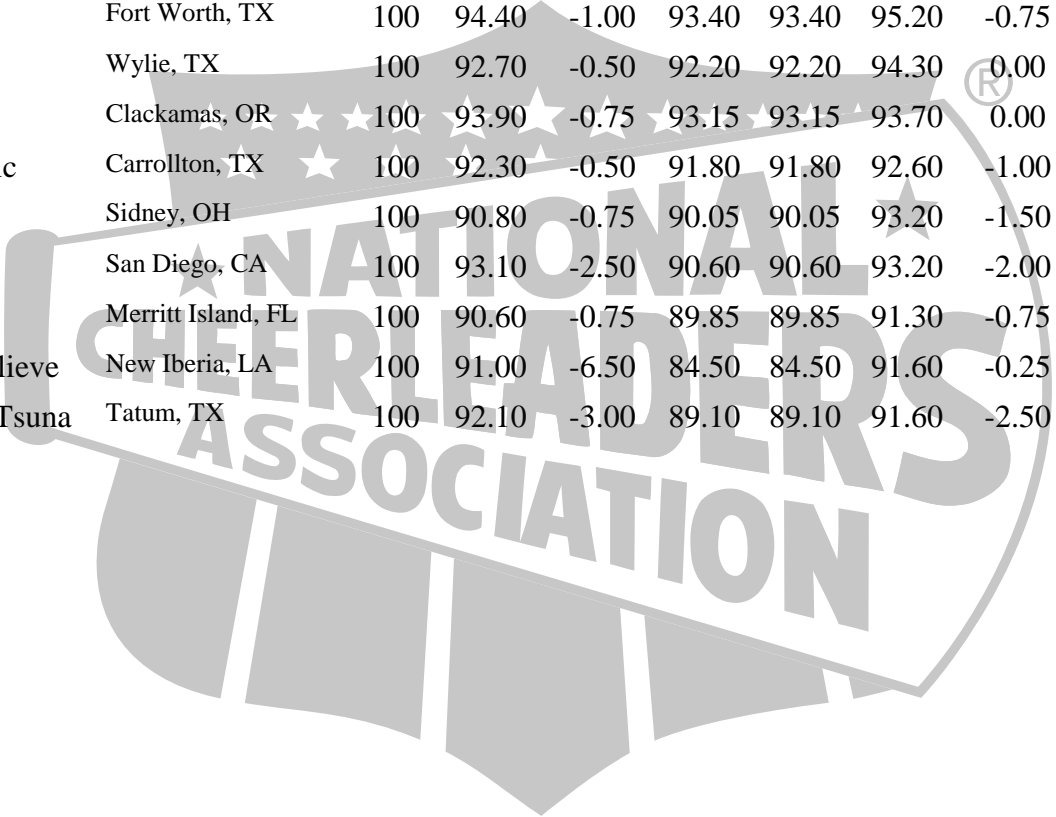 Fort Worth, TX 100 94.40 -1.00 93.40 93.40 95.20 -0.75
Wylie, TX 100 92.70 -0.50 92.20 92.20 94.30 0.00
Clackamas, OR 100 93.90 -0.75 93.15 93.15 93.70 0.00
ic Carrollton, TX 100 92.30 -0.50 91.80 91.80 92.60 -1.00
Sidney, OH 100 90.80 -0.75 90.05 90.05 93.20 -1.50
San Diego, CA 100 93.10 -2.50 90.60 90.60 93.20 -2.00
Merritt Island, FL 100 90.60 -0.75 89.85 89.85 91.30 -0.75
lieve New Iberia, LA 100 91.00 -6.50 84.50 84.50 91.60 -0.25
Tsuna Tatum, TX 100 92.10 -3.00 89.10 89.10 91.60 -2.50
®
NATIONAL
CHEERLEADERS
ASSOCIATION